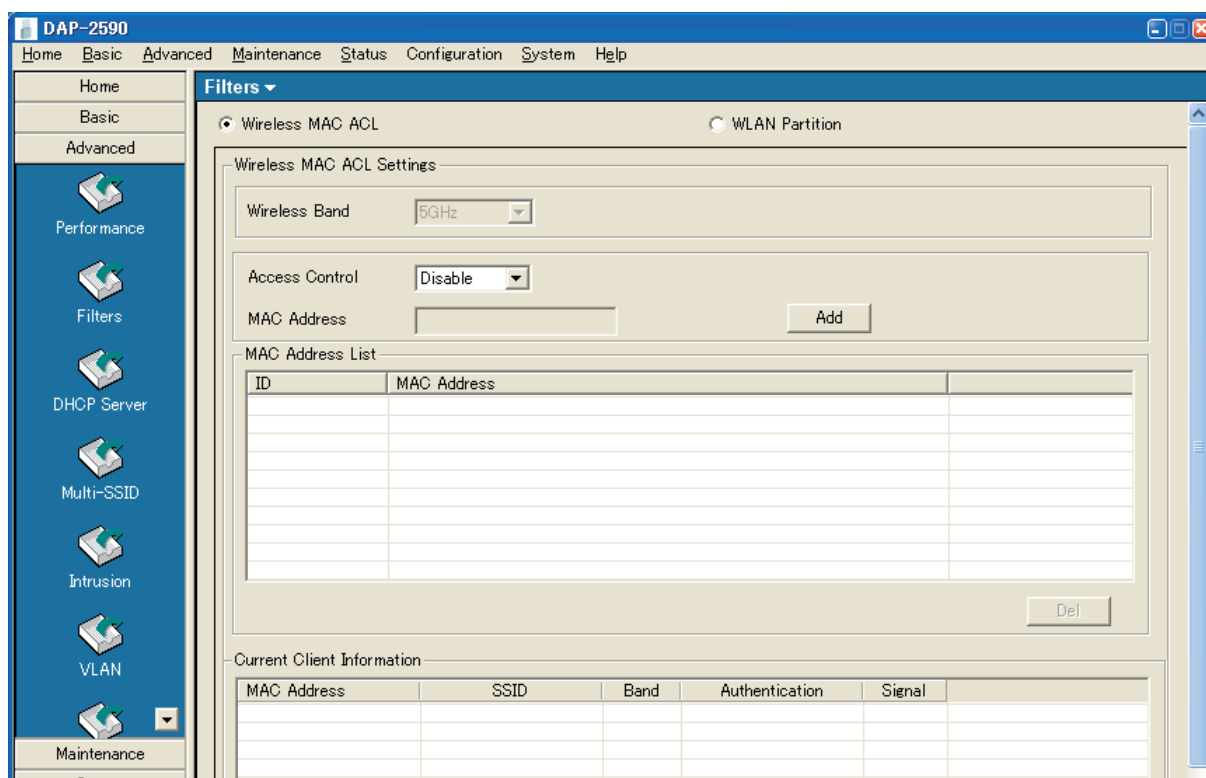 DAP-2590
Home Basic Advanced Maintenance Status Configuration System Help
Home
Basic
Advanced
Performance
Filters
DHCP Server
Multi-SSID
Intrusion
VLAN
Maintenance
Filters
Wireless MAC ACL
WLAN Partition
Wireless MAC ACL Settings
Wireless Band 5GHz
Access Control Disable
MAC Address Add
MAC Address List
ID MAC Address
Del
Current Client Information
MAC Address SSID Band Authentication Signal